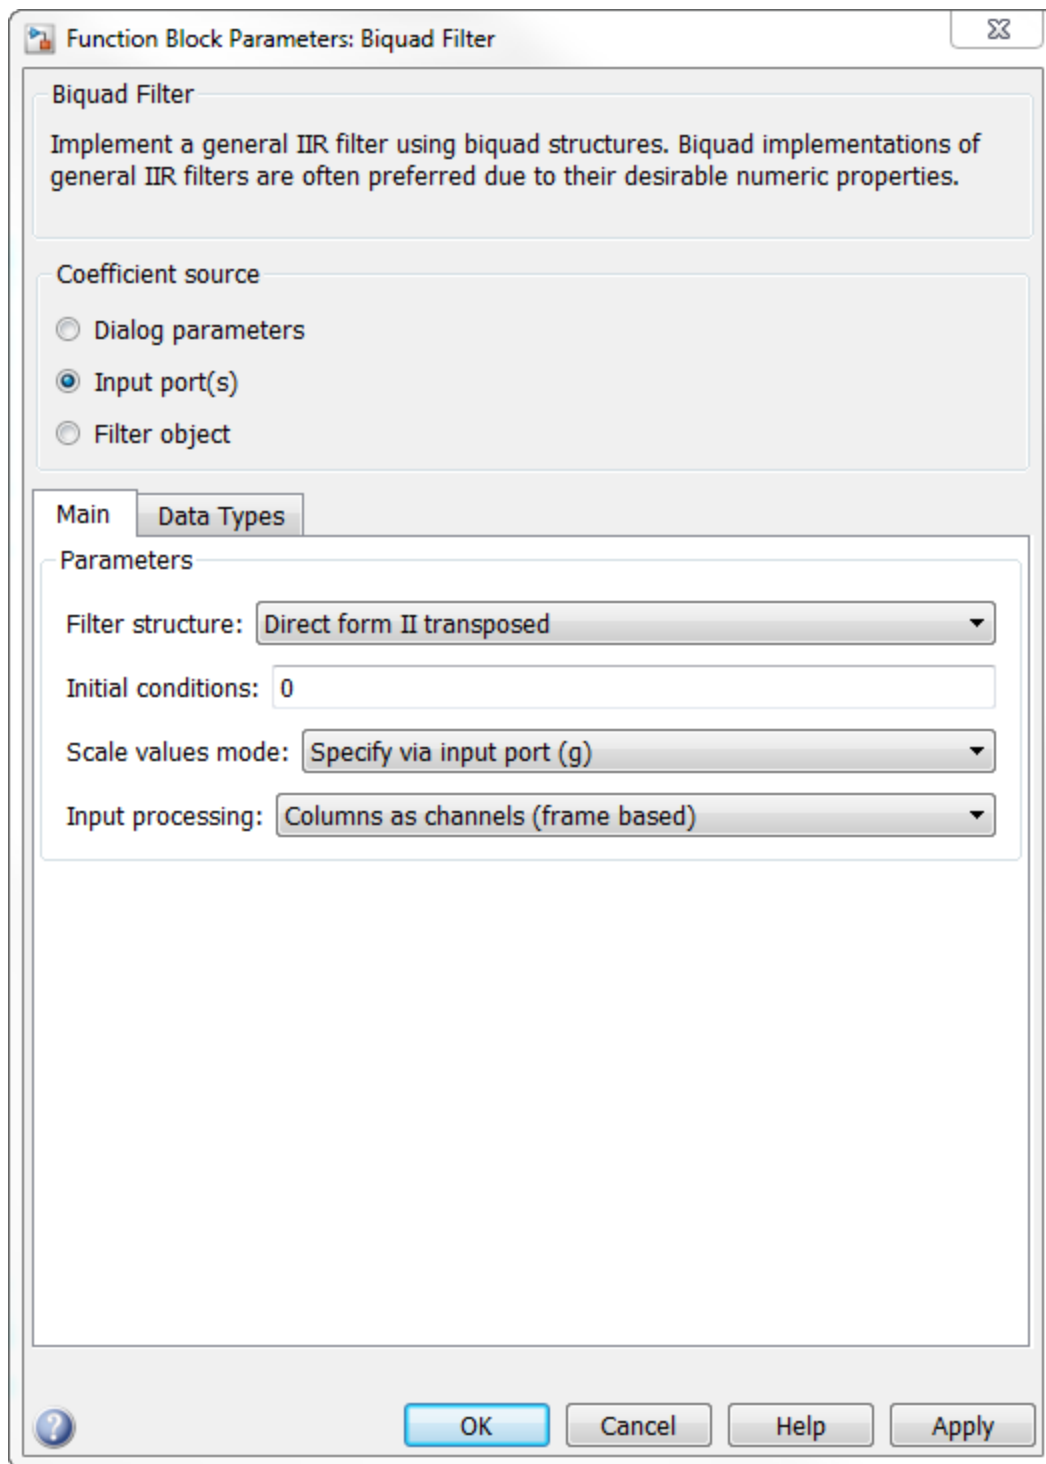 Function Block Parameters: Biquad Filter
Biquad Filter
Implement a general IIR filter using biquad structures. Biquad implementations of
general IIR filters are often preferred due to their desirable numeric properties.
Coefficient source
Dialog parameters
Input port(s)
Filter object
Main Data Types
Parameters
Filter structure: Direct form II transposed
Initial conditions: 0
Scale values mode: Specify via input port (g)
Input processing: Columns as channels (frame based)
? OK Cancel Help Apply